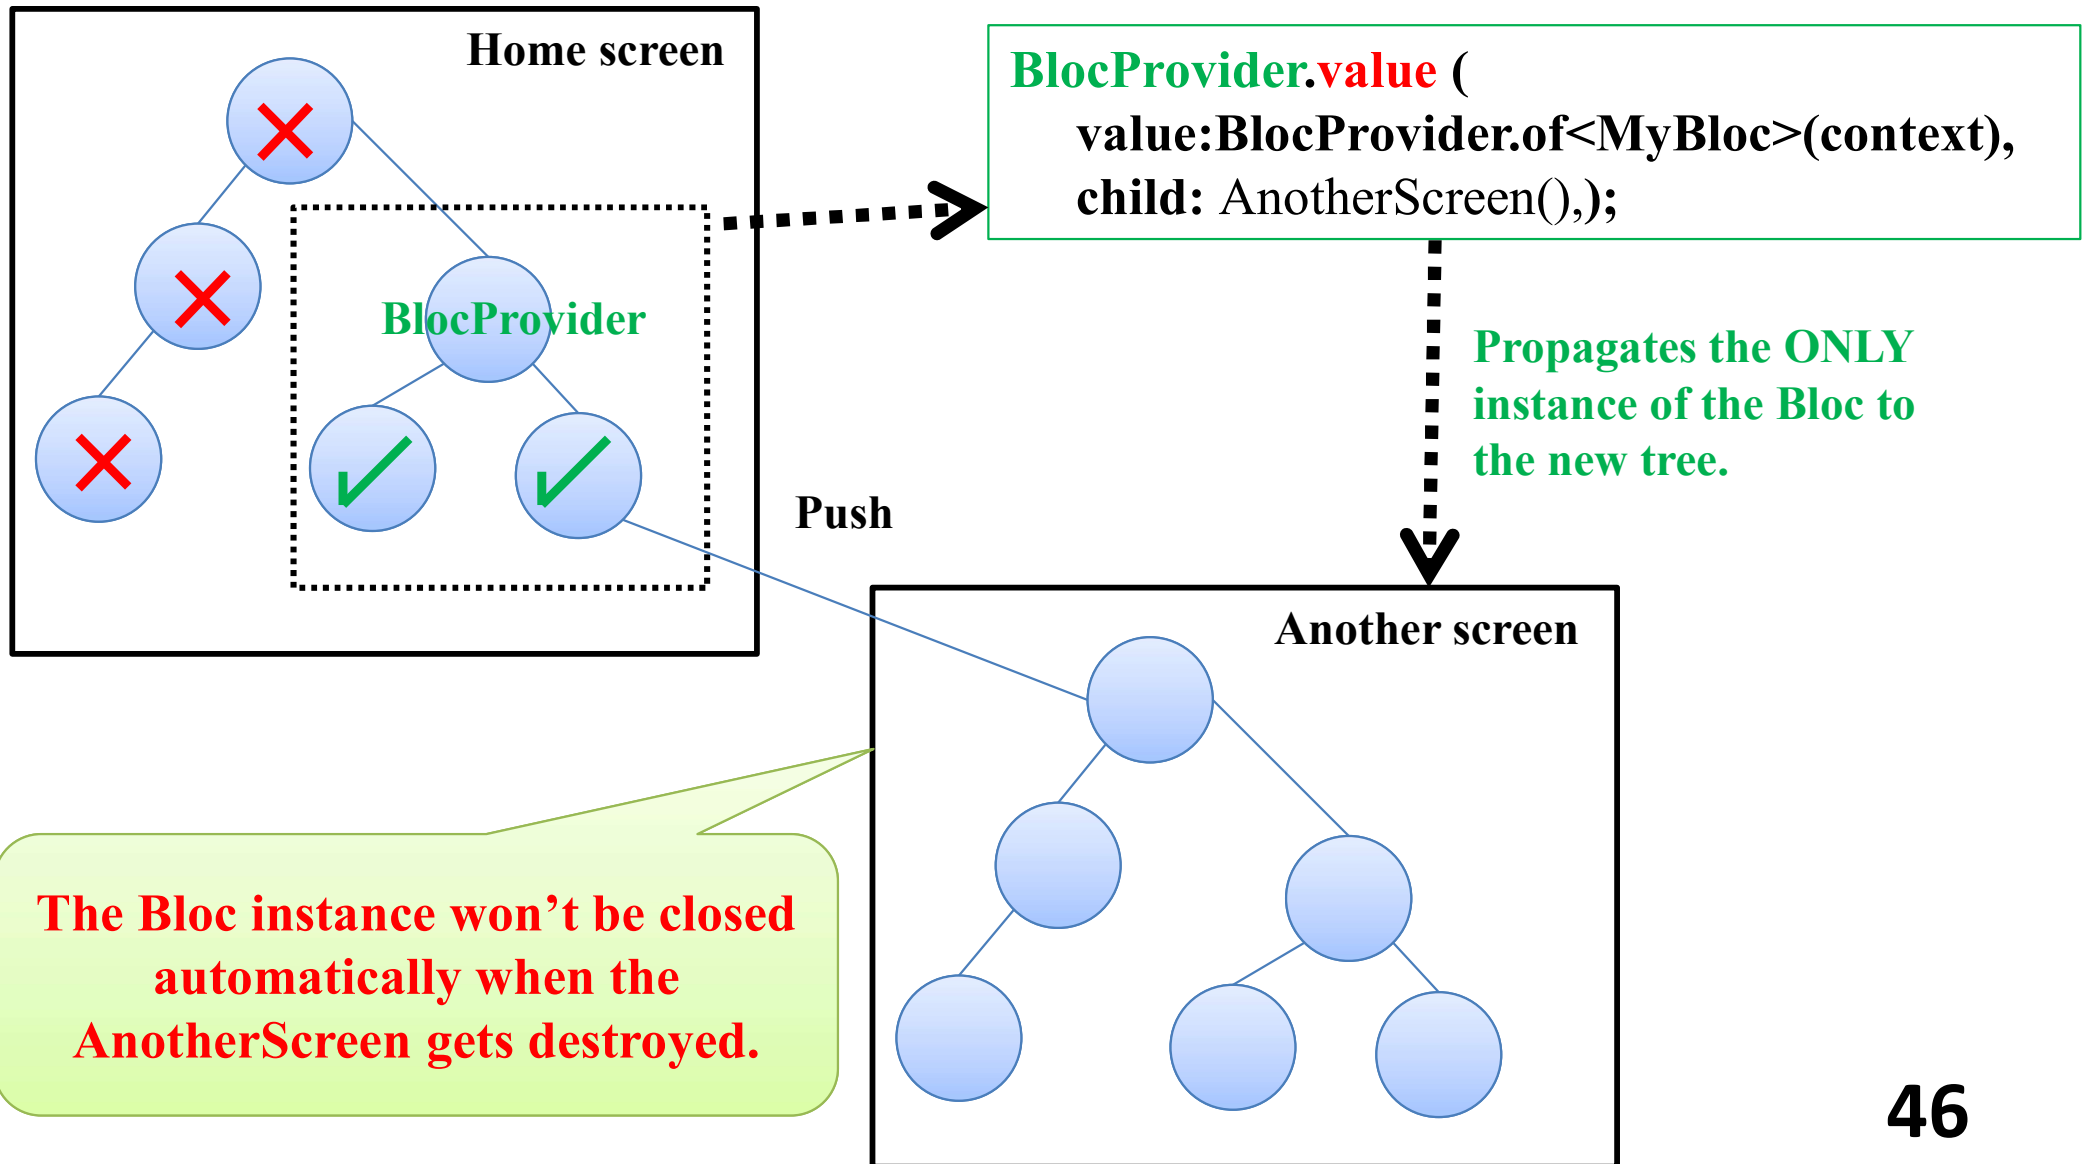 Home screen
BlocProvider.value (
value:BlocProvider.of<MyBloc>(context),
child: AnotherScreen(),);
BlocProvider
Propagates the ONLY
instance of the Bloc to
the new tree.
Push
Another screen
The Bloc instance won’t be closed
automatically when the
AnotherScreen gets destroyed.
46